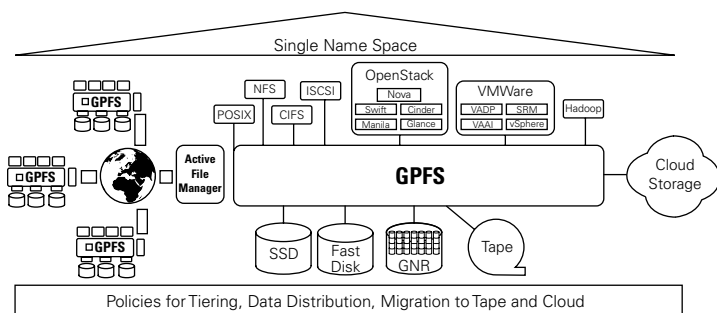 Single Name Space
GPFS
GPFS
GPFS
Active
File
Manager
POSIX
NFS
CIFS
ISCSI
OpenStack
Nova
Swift
Cinder
Manila
Glance
VMWare
VADP
SRM
VAAI
vSphere
Hadoop
GPFS
Cloud
Storage
SSD
Fast
Disk
GNR
Tape
Policies for Tiering, Data Distribution, Migration to Tape and Cloud